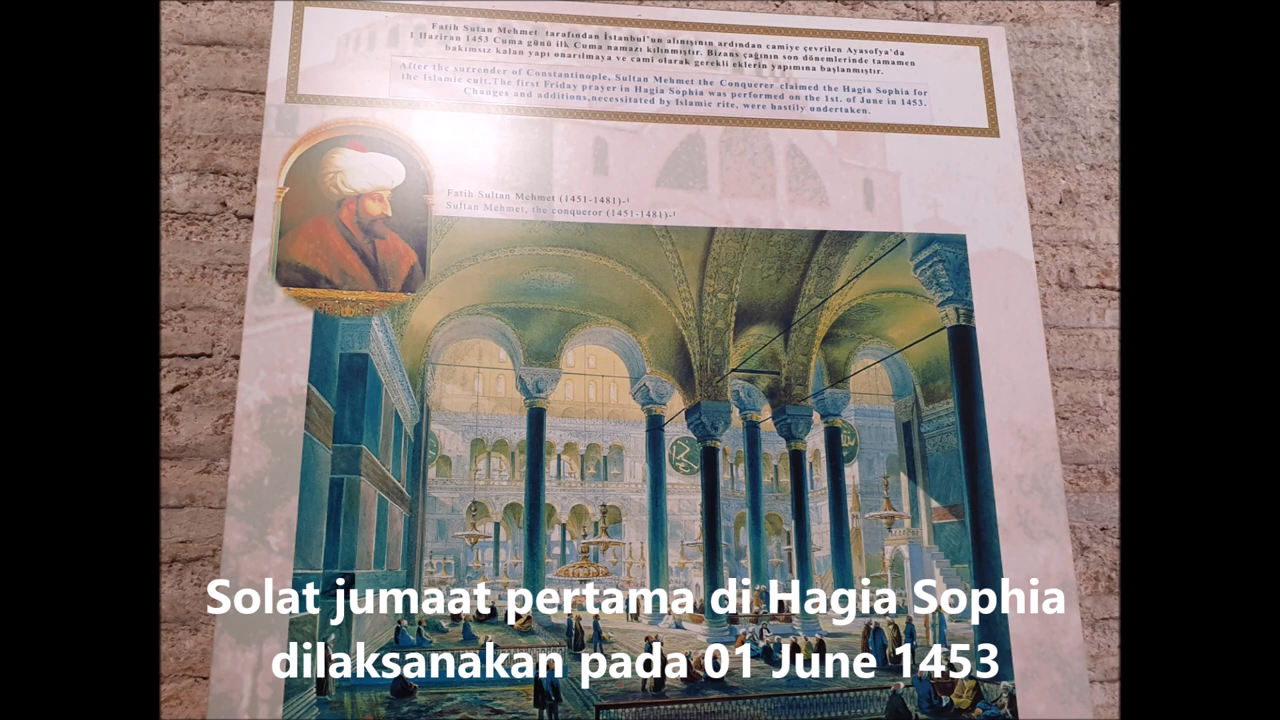 Fatih Sutan Mehmet tarafından İstanbul'un alınışının ardından camiye çevrilen Ayasofya'da
1 Haziran 1453 Cuma günü ilk Cuma namazı kılınmıştır. Bizans çağının son dönemlerinde tamamen
bakımsız kalan yapı onarılmaya ve cami olarak gerekli eklerin yapımına başlanmıştır.
After the surrender of Constantinople, Sultan Mehmet the Conquerer claimed the Hagia Sophia for
the Islamic cult.The first Friday prayer in Hagia Sophia was performed on the 1st. of June in 1453.
Changes and additions,necessitated by Islamic rite, were hastily undertaken.
Fatih Sultan Mehmet (1451-1481)-¹
Sultan Mehmet, the conqueror (1451-1481)-¹
Solat jumaat pertama di Hagia Sophia
dilaksanakan pada 01 June 1453